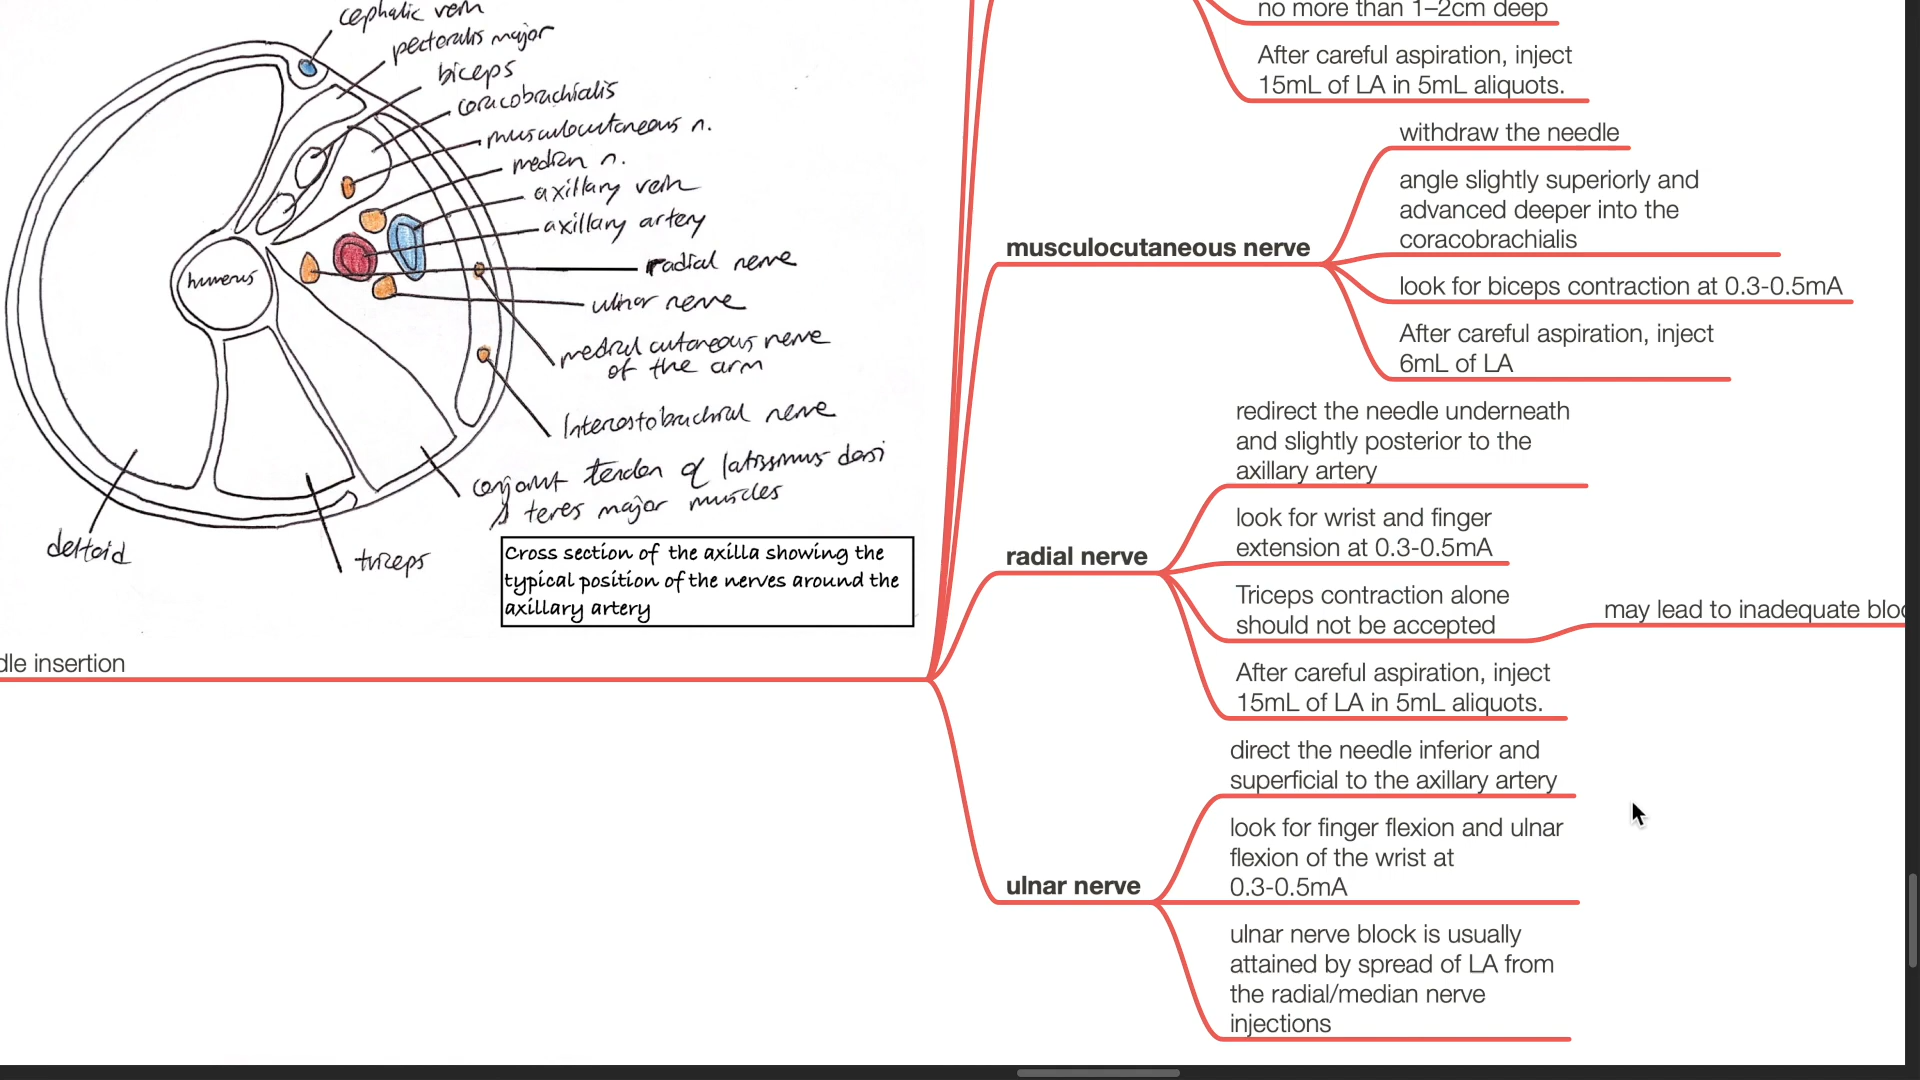 cephalic vein
pectoralis major
biceps
coracobrachialis
musculocutaneous n.
median n.
axillary vein
axillary artery
radial nerve
ulnar nerve
medial cutaneous nerve
of the arm
Intercostobrachial nerve
conjoint tendon of latissimus dorsi
& teres major muscles
humerus
deltoid
triceps
Cross section of the axilla showing the
typical position of the nerves around the
axillary artery
dle insertion
no more than 1–2cm deep
After careful aspiration, inject
15mL of LA in 5mL aliquots.
musculocutaneous nerve
withdraw the needle
angle slightly superiorly and
advanced deeper into the
coracobrachialis
look for biceps contraction at 0.3-0.5mA
After careful aspiration, inject
6mL of LA
radial nerve
redirect the needle underneath
and slightly posterior to the
axillary artery
look for wrist and finger
extension at 0.3-0.5mA
Triceps contraction alone
should not be accepted
may lead to inadequate bloc
After careful aspiration, inject
15mL of LA in 5mL aliquots.
ulnar nerve
direct the needle inferior and
superficial to the axillary artery
look for finger flexion and ulnar
flexion of the wrist at
0.3-0.5mA
ulnar nerve block is usually
attained by spread of LA from
the radial/median nerve
injections